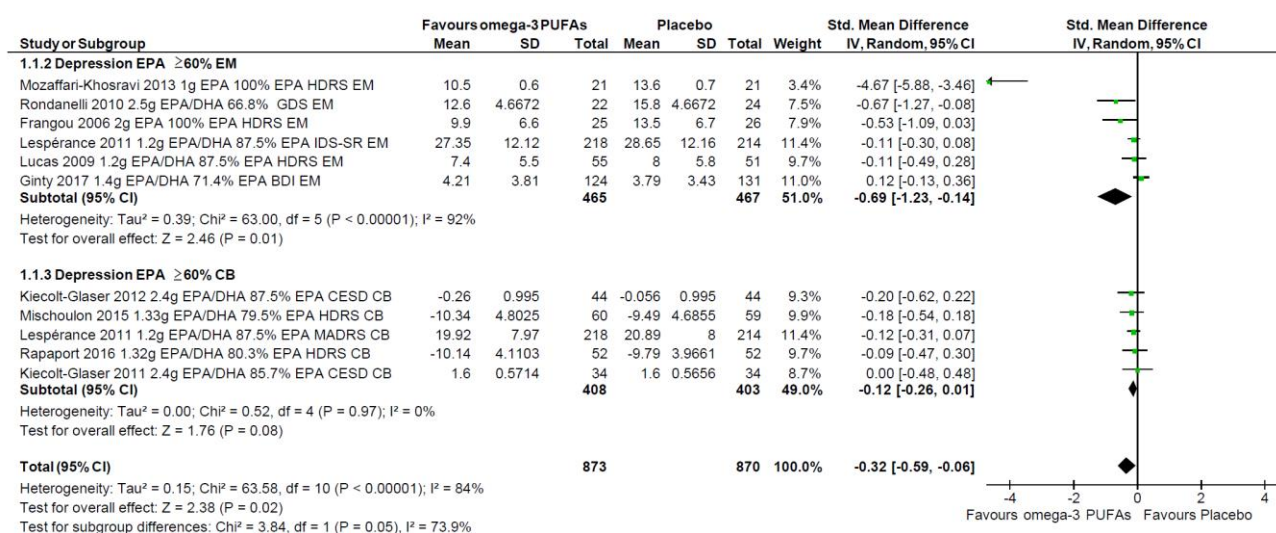 Favours omega-3 PUFAs Placebo Std. Mean Difference Std. Mean Difference
Study or Subgroup Mean SD Total Mean SD Total Weight IV, Random, 95% CI IV, Random, 95% CI
1.1.2 Depression EPA ≥60% EM
Mozaffari-Khosravi 2013 1g EPA 100% EPA HDRS EM 10.5 0.6 21 13.6 0.7 21 3.4% -4.67 [-5.88, -3.46]
Rondanelli 2010 2.5g EPA/DHA 66.8% GDS EM 12.6 4.6672 22 15.8 4.6672 24 7.5% -0.67 [-1.27, -0.08]
Frangou 2006 2g EPA 100% EPA HDRS EM 9.9 6.6 25 13.5 6.7 26 7.9% -0.53 [-1.09, 0.03]
Lespérance 2011 1.2g EPA/DHA 87.5% EPA IDS-SR EM 27.35 12.12 218 28.65 12.16 214 11.4% -0.11 [-0.30, 0.08]
Lucas 2009 1.2g EPA/DHA 87.5% EPA HDRS EM 7.4 5.5 55 8 5.8 51 9.7% -0.11 [-0.49, 0.28]
Ginty 2017 1.4g EPA/DHA 71.4% EPA BDI EM 4.21 3.81 124 3.79 3.43 131 11.0% 0.12 [-0.13, 0.36]
Subtotal (95% CI) 465 467 51.0% -0.69 [-1.23, -0.14]
Heterogeneity: Tau² = 0.39; Chi² = 63.00, df = 5 (P < 0.00001); I² = 92%
Test for overall effect: Z = 2.46 (P = 0.01)
1.1.3 Depression EPA ≥60% CB
Kiecolt-Glaser 2012 2.4g EPA/DHA 87.5% EPA CESD CB -0.26 0.995 44 -0.056 0.995 44 9.3% -0.20 [-0.62, 0.22]
Mischoulon 2015 1.33g EPA/DHA 79.5% EPA HDRS CB -10.34 4.8025 60 -9.49 4.6855 59 9.9% -0.18 [-0.54, 0.18]
Lespérance 2011 1.2g EPA/DHA 87.5% EPA MADRS CB 19.92 7.97 218 20.89 8 214 11.4% -0.12 [-0.31, 0.07]
Rapaport 2016 1.32g EPA/DHA 80.3% EPA HDRS CB -10.14 4.1103 52 -9.79 3.9661 52 9.6% -0.09 [-0.47, 0.30]
Kiecolt-Glaser 2011 2.4g EPA/DHA 85.7% EPA CESD CB 1.6 0.5714 34 1.6 0.5656 34 8.7% 0.00 [-0.48, 0.48]
Subtotal (95% CI) 408 403 49.0% -0.12 [-0.26, 0.01]
Heterogeneity: Tau² = 0.00; Chi² = 0.52, df = 4 (P = 0.97); I² = 0%
Test for overall effect: Z = 1.76 (P = 0.08)
Total (95% CI) 873 870 100.0% -0.32 [-0.59, -0.06]
Heterogeneity: Tau² = 0.15; Chi² = 63.58, df = 10 (P < 0.00001); I² = 84%
Test for overall effect: Z = 2.38 (P = 0.02)
Test for subgroup differences: Chi² = 3.84, df = 1 (P = 0.05), I² = 73.9%
-4 -2 0 2 4
Favours omega-3 PUFAs Favours Placebo